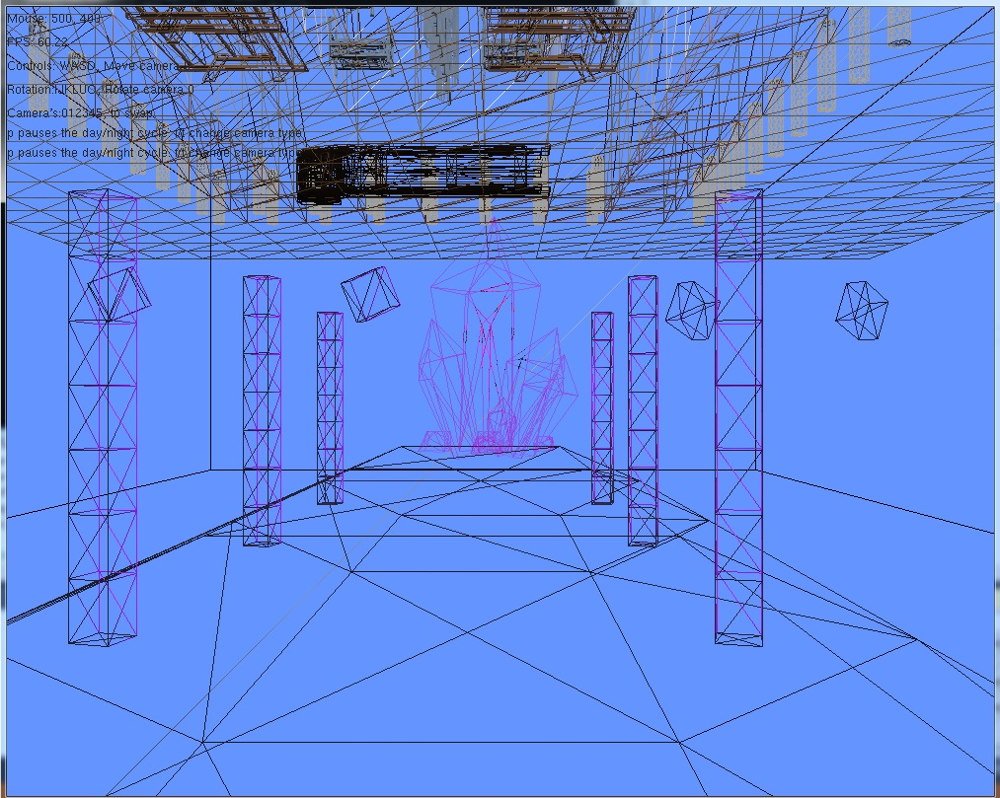 Mouse: 500, 400
FPS: 60.22
Controls: WASD, Move camera
Rotation:IJKLUO, Rotate camera 0
Camera's:012345, to swap
p pauses the day/night cycle, t/t change camera type
p pauses the day/night cycle, t/t change camera type